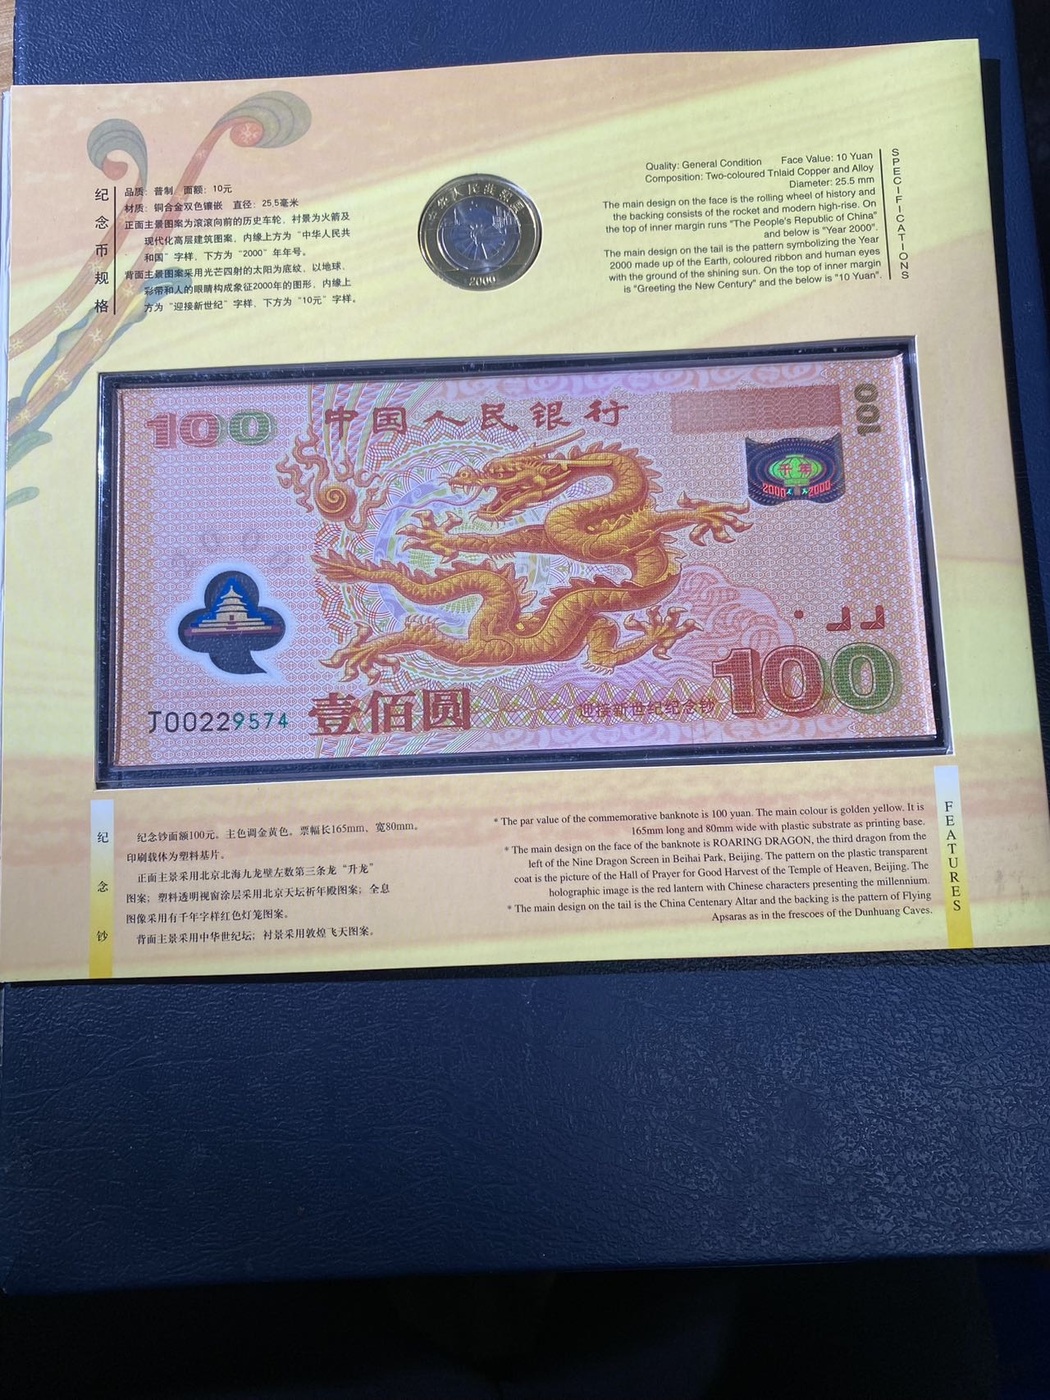 纪念币规格
品质: 普制, 面额: 10元
材质: 铜合金双色镶嵌 直径: 25.5毫米
正面主景图案为滚滚向前的历史车轮, 衬景为火箭及
现代化高层建筑图案, 内缘上方为“中华人民共
和国”字样, 下方为“2000”年年号。
背面主景图案采用光芒四射的太阳为底纹, 以地球,
彩带和人的眼睛构成象征2000年的图形, 内缘上
方为“迎接新世纪”字样, 下方为“10元”字样。
中华人民共和国
2000
Quality: General Condition Face Value: 10 Yuan
Composition: Two-coloured Tnlaid Copper and Alloy
Diameter: 25.5 mm
The main design on the face is the rolling wheel of history and
the backing consists of the rocket and modern high-rise. On
the top of inner margin runs "The People's Republic of China"
and below is "Year 2000".
The main design on the tail is the pattern symbolizing the Year
2000 made up of the Earth, coloured ribbon and human eyes
with the ground of the shining sun. On the top of inner margin
is "Greeting the New Century" and the below is "10 Yuan".
SPECIFICATIONS
100
中国人民银行
100
千年
2000 2000
J00229574
壹佰圆
迎接新世纪纪念钞
100
纪念钞
纪念钞面额100元。主色调金黄色。票幅长165mm, 宽80mm。
印刷载体为塑料基片。
正面主景采用北京北海九龙壁左数第三条龙“升龙”
图案; 塑料透明视窗涂层采用北京天坛祈年殿图案; 全息
图像采用有千年字样红色灯笼图案。
背面主景采用中华世纪坛; 衬景采用敦煌飞天图案。
* The par value of the commemorative banknote is 100 yuan. The main colour is golden yellow. It is
165mm long and 80mm wide with plastic substrate as printing base.
* The main design on the face of the banknote is ROARING DRAGON, the third dragon from the
left of the Nine Dragon Screen in Beihai Park, Beijing. The pattern on the plastic transparent
coat is the picture of the Hall of Prayer for Good Harvest of the Temple of Heaven, Beijing. The
holographic image is the red lantern with Chinese characters presenting the millennium.
* The main design on the tail is the China Centenary Altar and the backing is the pattern of Flying
Apsaras as in the frescoes of the Dunhuang Caves.
FEATURES